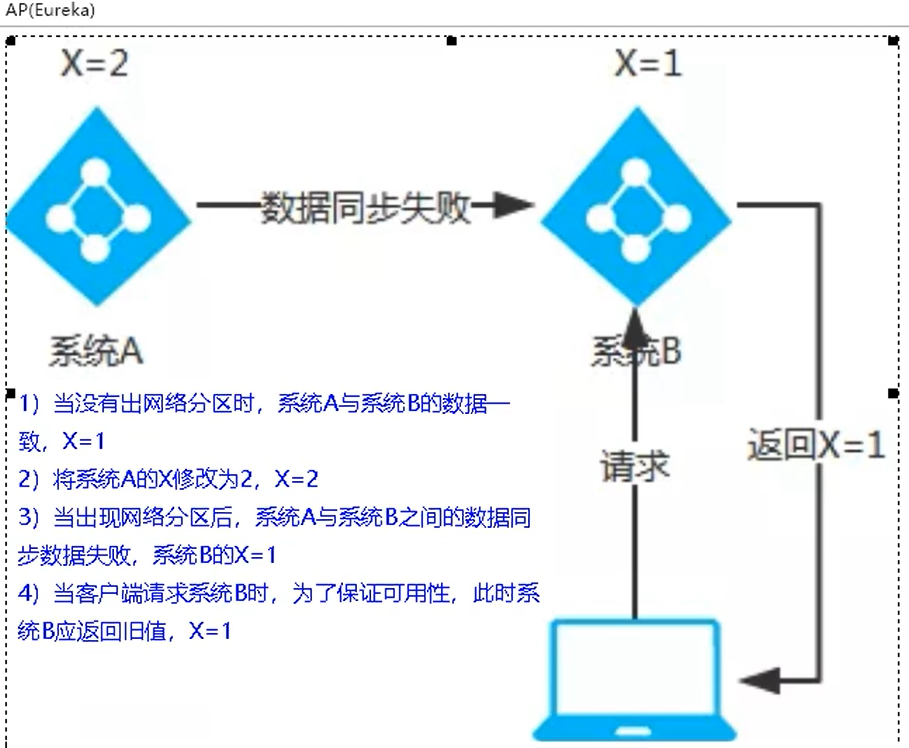 AP(Eureka)
X=2
X=1
数据同步失败
系统A
系统B
1）当没有出网络分区时，系统A与系统B的数据一
致，X=1
2）将系统A的X修改为2，X=2
3）当出现网络分区后，系统A与系统B之间的数据同
步数据失败，系统B的X=1
4）当客户端请求系统B时，为了保证可用性，此时系
统B应返回旧值，X=1
请求
返回X=1